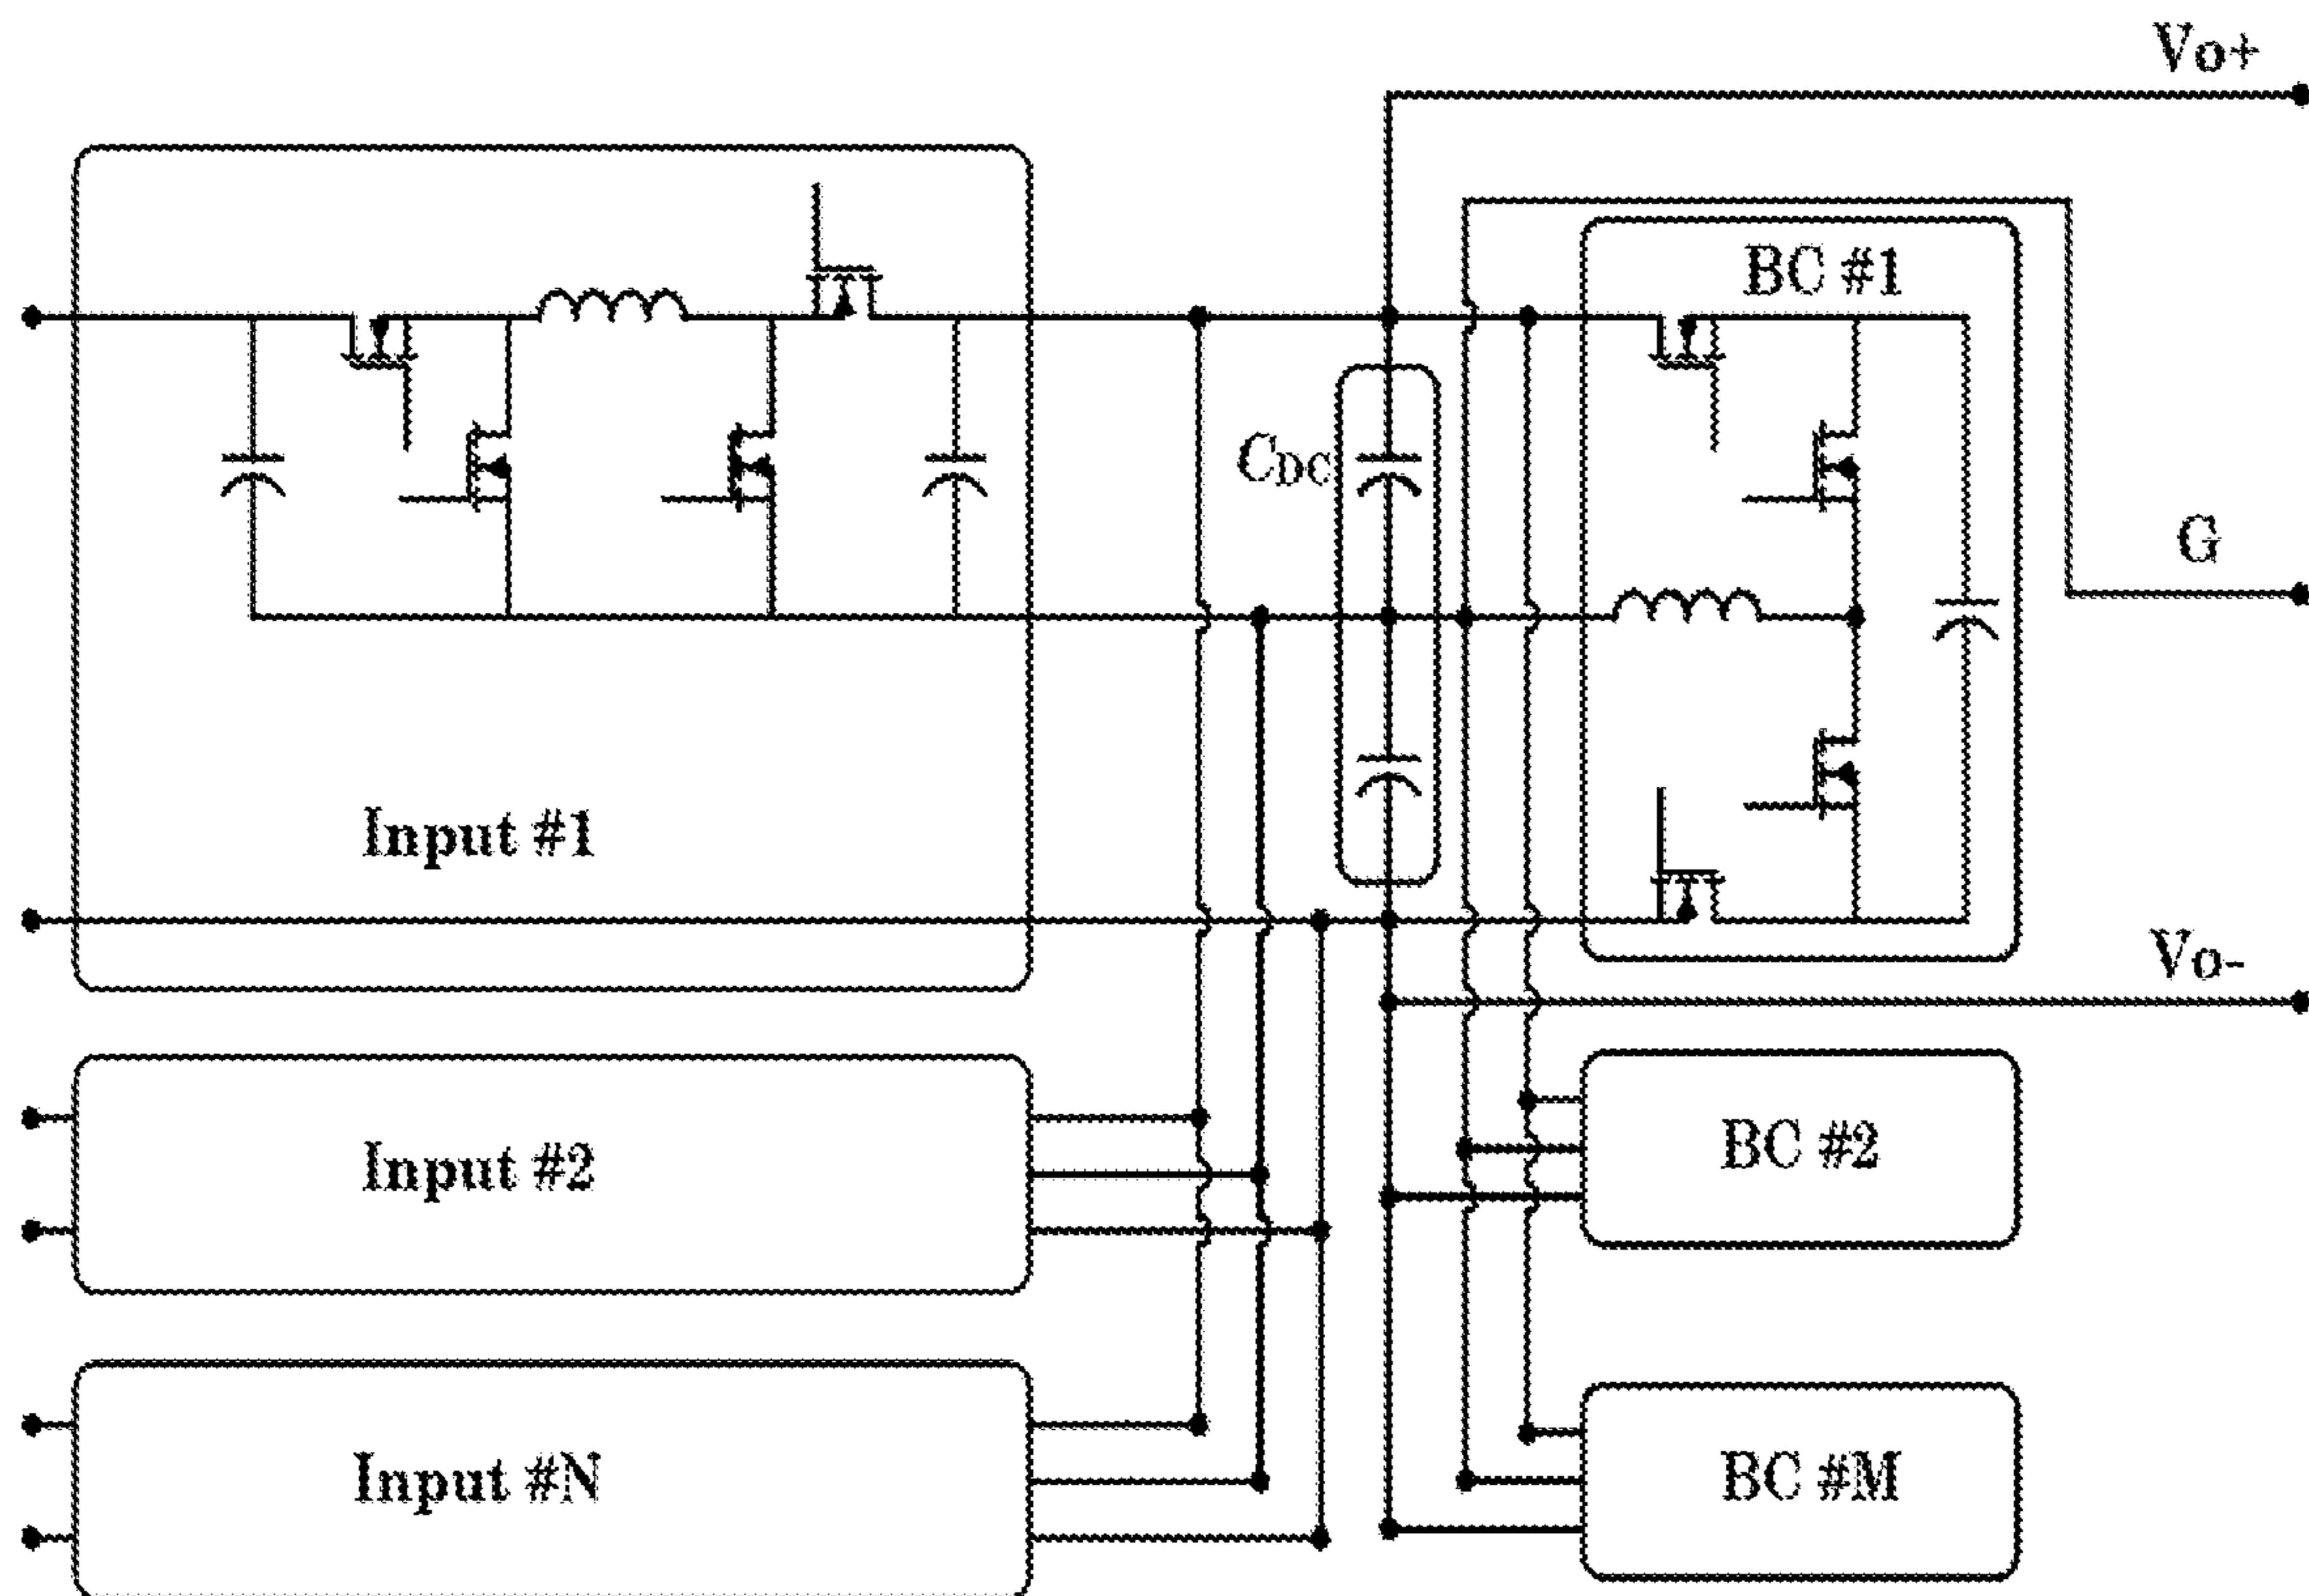 Vo+
BC #1
CDC
G
Input #1
Vo-
Input #2
BC #2
Input #N
BC #M